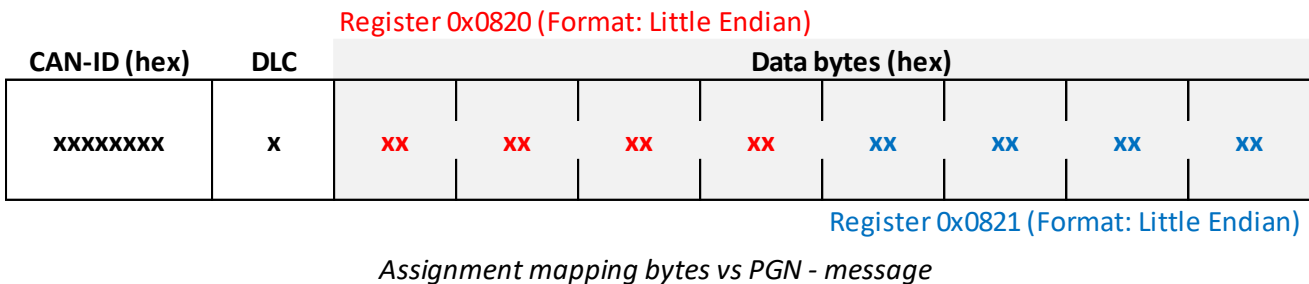 Register 0x0820 (Format: Little Endian)
CAN-ID (hex) DLC Data bytes (hex)
xxxxxxxx x xx xx xx xx xx xx xx xx
Register 0x0821 (Format: Little Endian)
Assignment mapping bytes vs PGN - message